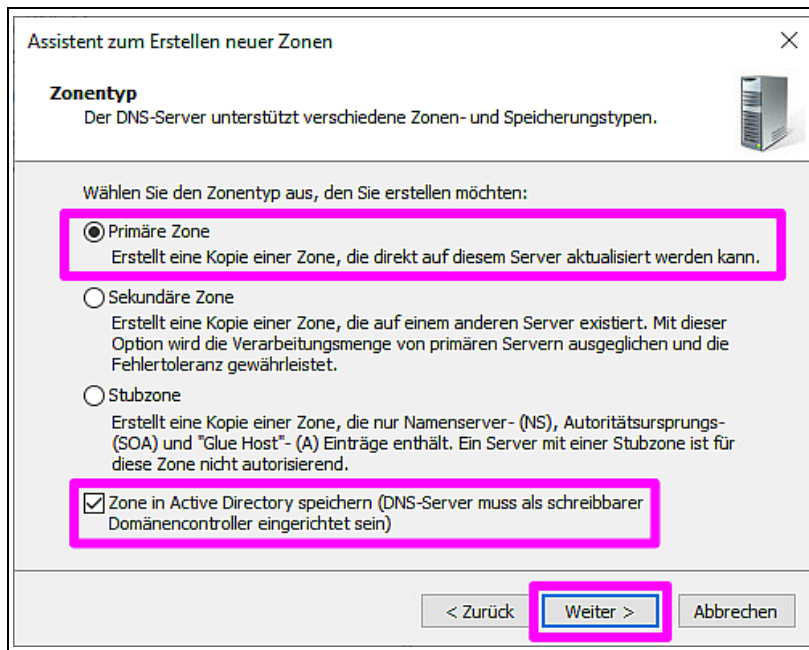 Assistent zum Erstellen neuer Zonen
Zonentyp
Der DNS-Server unterstützt verschiedene Zonen- und Speicherungstypen.
Wählen Sie den Zonentyp aus, den Sie erstellen möchten:
Primäre Zone
Erstellt eine Kopie einer Zone, die direkt auf diesem Server aktualisiert werden kann.
Sekundäre Zone
Erstellt eine Kopie einer Zone, die auf einem anderen Server existiert. Mit dieser
Option wird die Verarbeitungsmenge von primären Servern ausgeglichen und die
Fehlertoleranz gewährleistet.
Stubzone
Erstellt eine Kopie einer Zone, die nur Namenserver- (NS), Autoritätsursprungs-
(SOA) und "Glue Host"- (A) Einträge enthält. Ein Server mit einer Stubzone ist für
diese Zone nicht autorisierend.
Zone in Active Directory speichern (DNS-Server muss als schreibbarer
Domänencontroller eingerichtet sein)
< Zurück Weiter > Abbrechen